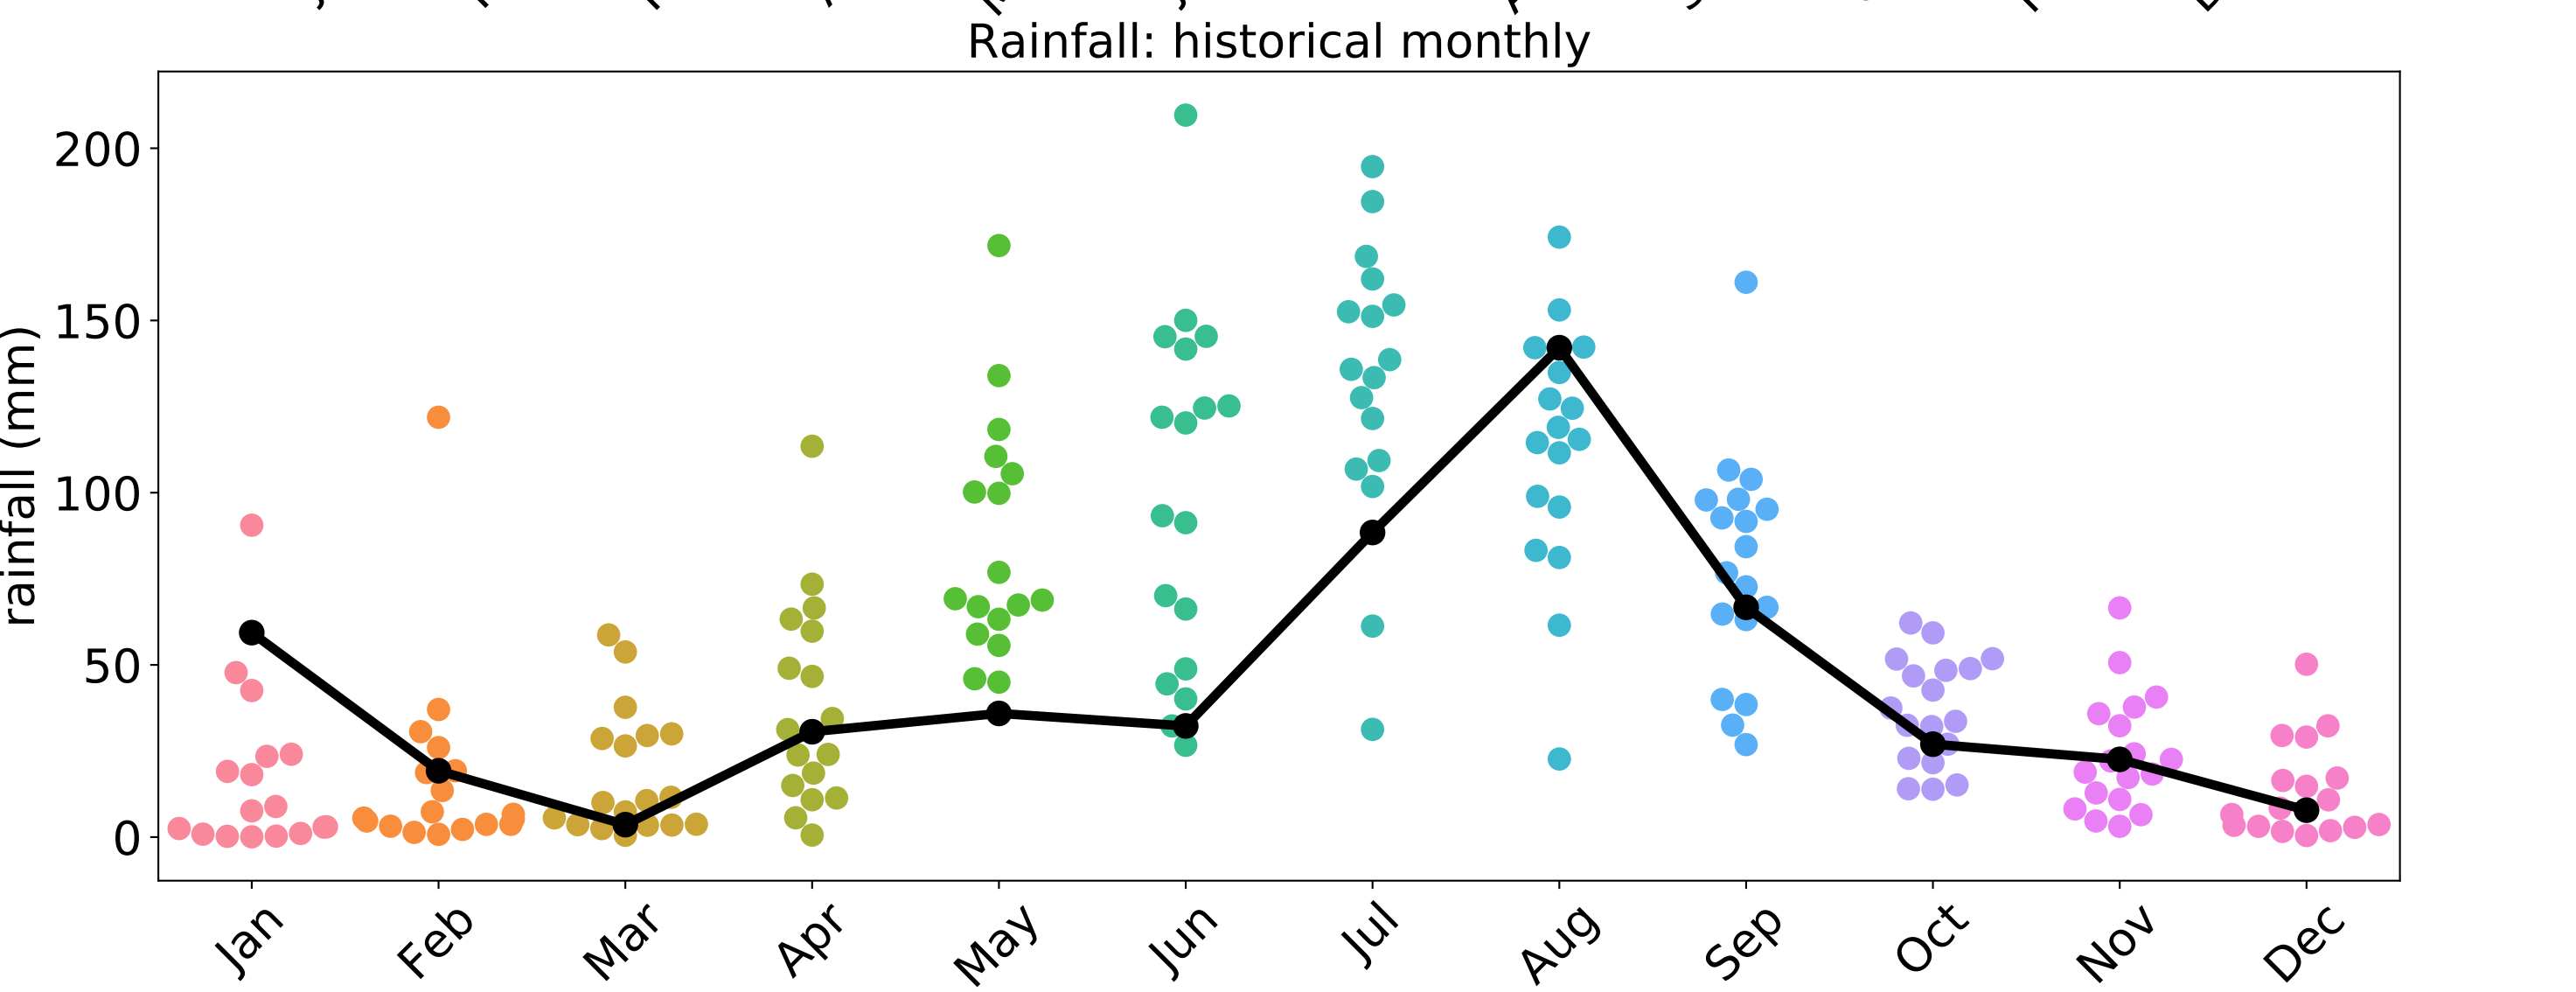 Rainfall: historical monthly
rainfall (mm)
200
150
100
50
0
Jan
Feb
Mar
Apr
May
Jun
Jul
Aug
Sep
Oct
Nov
Dec